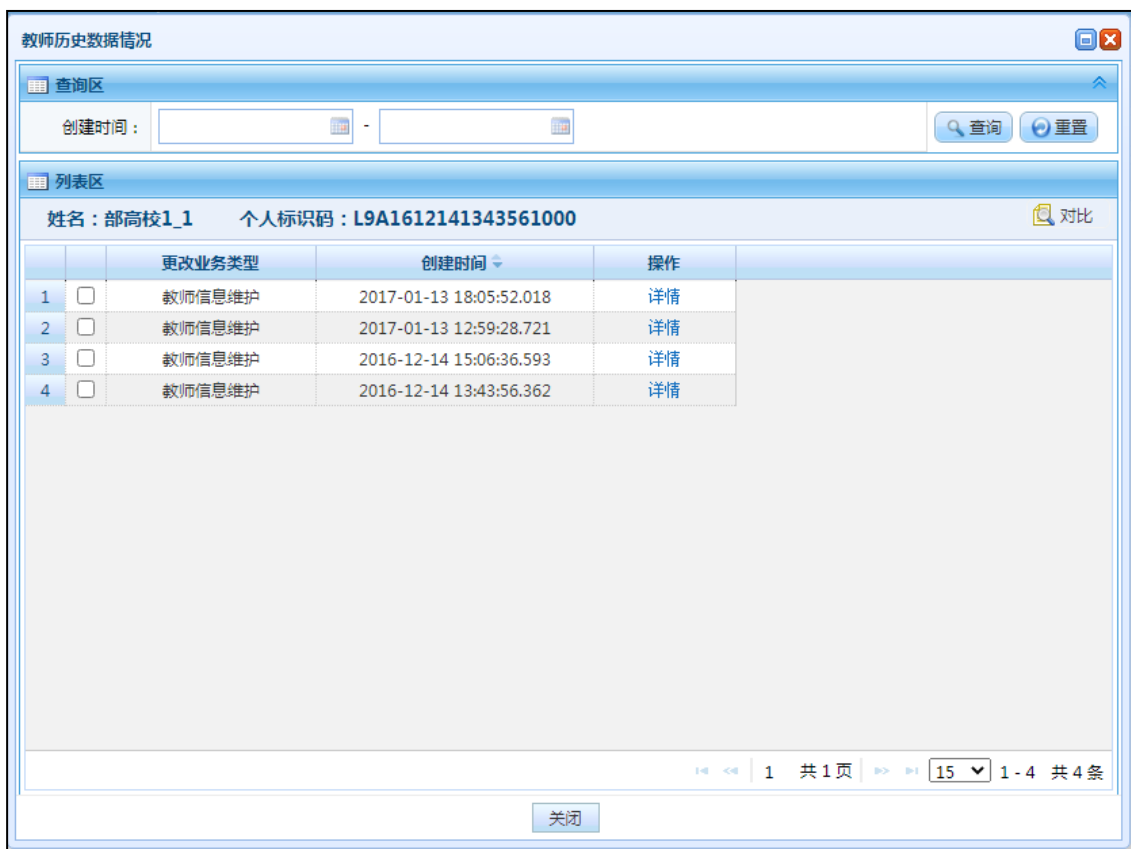 教师历史数据情况
查询区
创建时间： - 查询 重置
列表区
姓名：部高校1_1 个人标识码：L9A1612141343561000 对比
更改业务类型 创建时间 操作
1 教师信息维护 2017-01-13 18:05:52.018 详情
2 教师信息维护 2017-01-13 12:59:28.721 详情
3 教师信息维护 2016-12-14 15:06:36.593 详情
4 教师信息维护 2016-12-14 13:43:56.362 详情
1 共1页 15 1 - 4 共4条
关闭